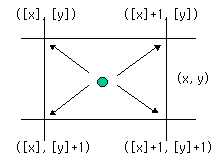 ([x], [y]) ([x]+1, [y])
(x, y)
([x], [y]+1) ([x]+1, [y]+1)